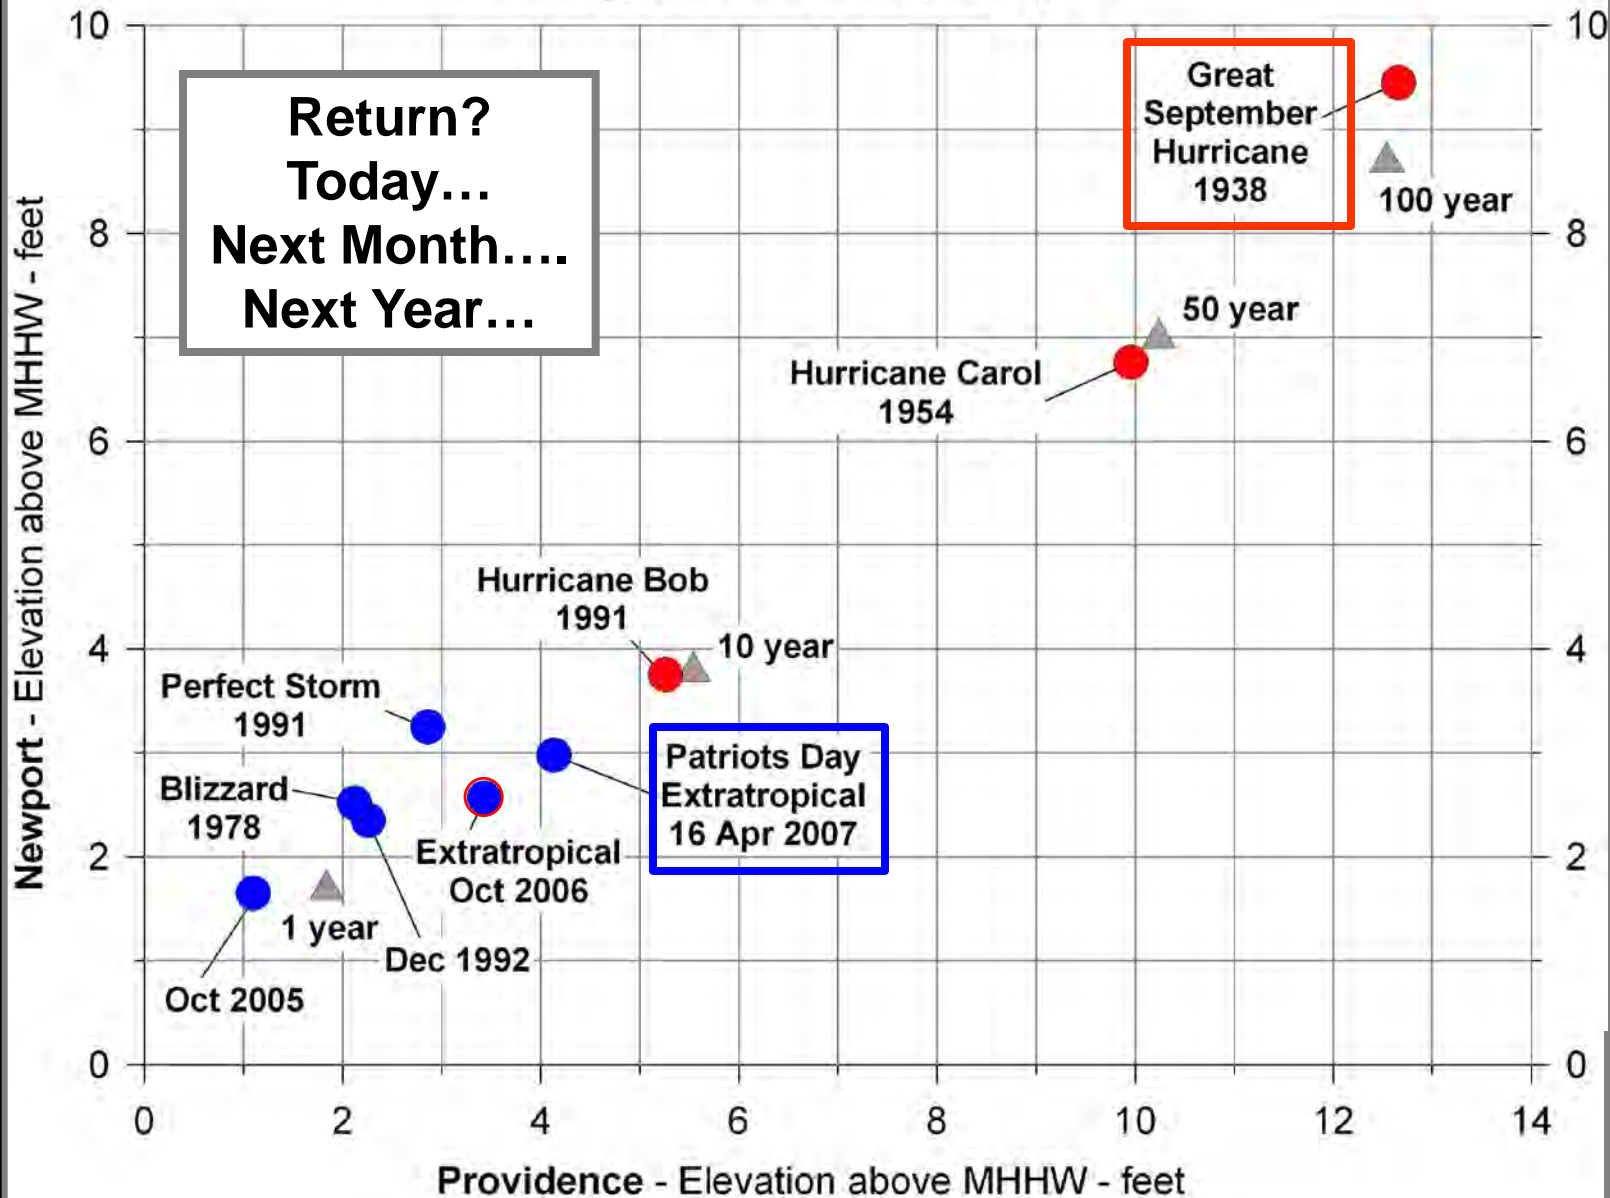 10
8
6
4
2
0
10
8
6
4
2
0
Newport - Elevation above MHHW - feet
Return?
Today…
Next Month….
Next Year…
Great
September
Hurricane
1938
100 year
50 year
Hurricane Carol
1954
Hurricane Bob
1991
10 year
Perfect Storm
1991
Patriots Day
Extratropical
16 Apr 2007
Blizzard
1978
Extratropical
Oct 2006
1 year
Dec 1992
Oct 2005
0 2 4 6 8 10 12 14
Providence - Elevation above MHHW - feet